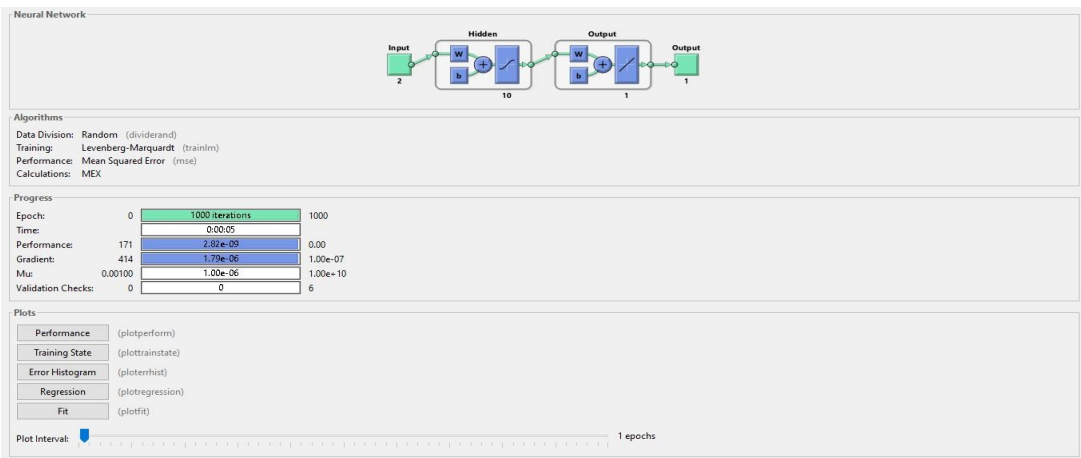 Neural Network
Hidden
Output
Input
Output
W
b
+
W
b
+
2
10
1
1
Algorithms
Data Division: Random (dividerand)
Training: Levenberg-Marquardt (trainlm)
Performance: Mean Squared Error (mse)
Calculations: MEX
Progress
Epoch: 0 1000 iterations 1000
Time: 0:00:05
Performance: 171 2.82e-09 0.00
Gradient: 414 1.79e-06 1.00e-07
Mu: 0.00100 1.00e-06 1.00e+10
Validation Checks: 0 0 6
Plots
Performance (plotperform)
Training State (plottrainstate)
Error Histogram (ploterrhist)
Regression (plotregression)
Fit (plotfit)
Plot Interval: 1 epochs